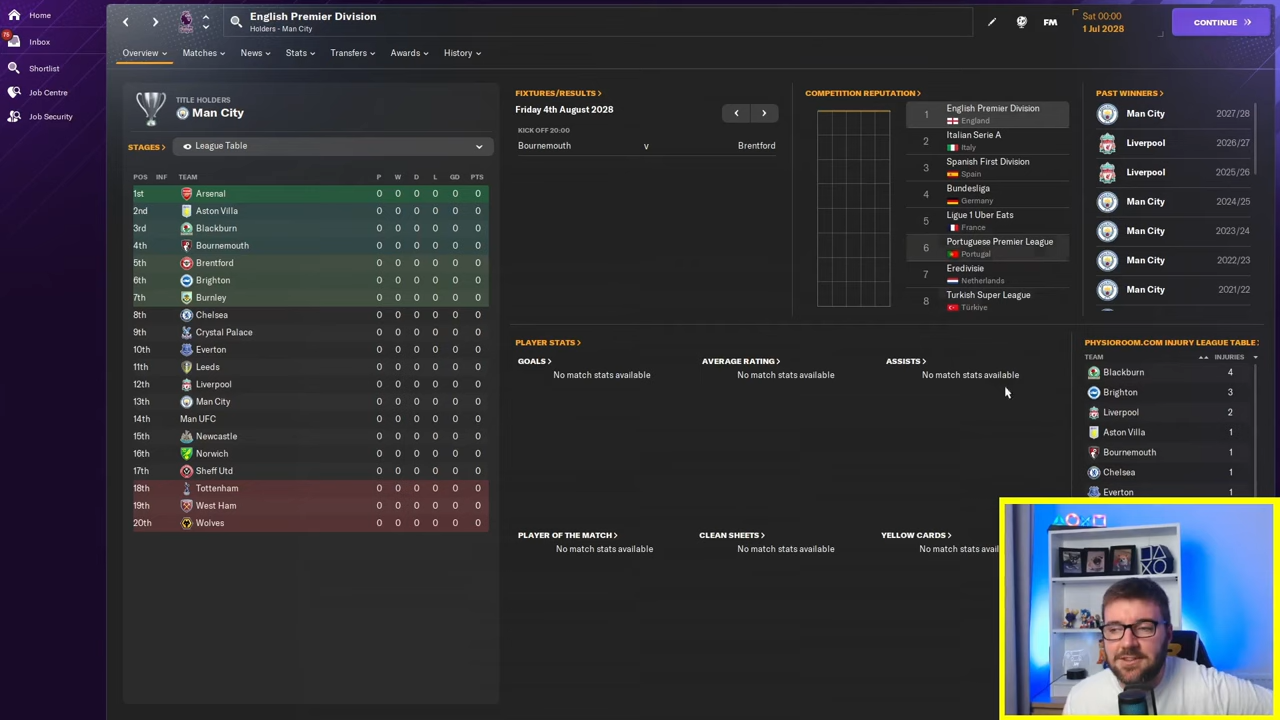 Home
75
Inbox
Shortlist
Job Centre
Job Security
English Premier Division
Holders - Man City
FM
Sat 00:00
1 Jul 2028
CONTINUE
Overview
Matches
News
Stats
Transfers
Awards
History
TITLE HOLDERS
Man City
STAGES
League Table
POS INF TEAM P W D L GD PTS
1st Arsenal 0 0 0 0 0 0
2nd Aston Villa 0 0 0 0 0 0
3rd Blackburn 0 0 0 0 0 0
4th Bournemouth 0 0 0 0 0 0
5th Brentford 0 0 0 0 0 0
6th Brighton 0 0 0 0 0 0
7th Burnley 0 0 0 0 0 0
8th Chelsea 0 0 0 0 0 0
9th Crystal Palace 0 0 0 0 0 0
10th Everton 0 0 0 0 0 0
11th Leeds 0 0 0 0 0 0
12th Liverpool 0 0 0 0 0 0
13th Man City 0 0 0 0 0 0
14th Man UFC 0 0 0 0 0 0
15th Newcastle 0 0 0 0 0 0
16th Norwich 0 0 0 0 0 0
17th Sheff Utd 0 0 0 0 0 0
18th Tottenham 0 0 0 0 0 0
19th West Ham 0 0 0 0 0 0
20th Wolves 0 0 0 0 0 0
FIXTURES/RESULTS
Friday 4th August 2028
KICK OFF 20:00
Bournemouth v Brentford
COMPETITION REPUTATION
1 English Premier Division
England
2 Italian Serie A
Italy
3 Spanish First Division
Spain
4 Bundesliga
Germany
5 Ligue 1 Uber Eats
France
6 Portuguese Premier League
Portugal
7 Eredivisie
Netherlands
8 Turkish Super League
Türkiye
PAST WINNERS
Man City 2027/28
Liverpool 2026/27
Liverpool 2025/26
Man City 2024/25
Man City 2023/24
Man City 2022/23
Man City 2021/22
PLAYER STATS
GOALS
No match stats available
AVERAGE RATING
No match stats available
ASSISTS
No match stats available
PLAYER OF THE MATCH
No match stats available
CLEAN SHEETS
No match stats available
YELLOW CARDS
No match stats
PHYSIOROOM.COM INJURY LEAGUE TABLE
TEAM INJURIES
Blackburn 4
Brighton 3
Liverpool 2
Aston Villa 1
Bournemouth 1
Chelsea 1
Everton 1